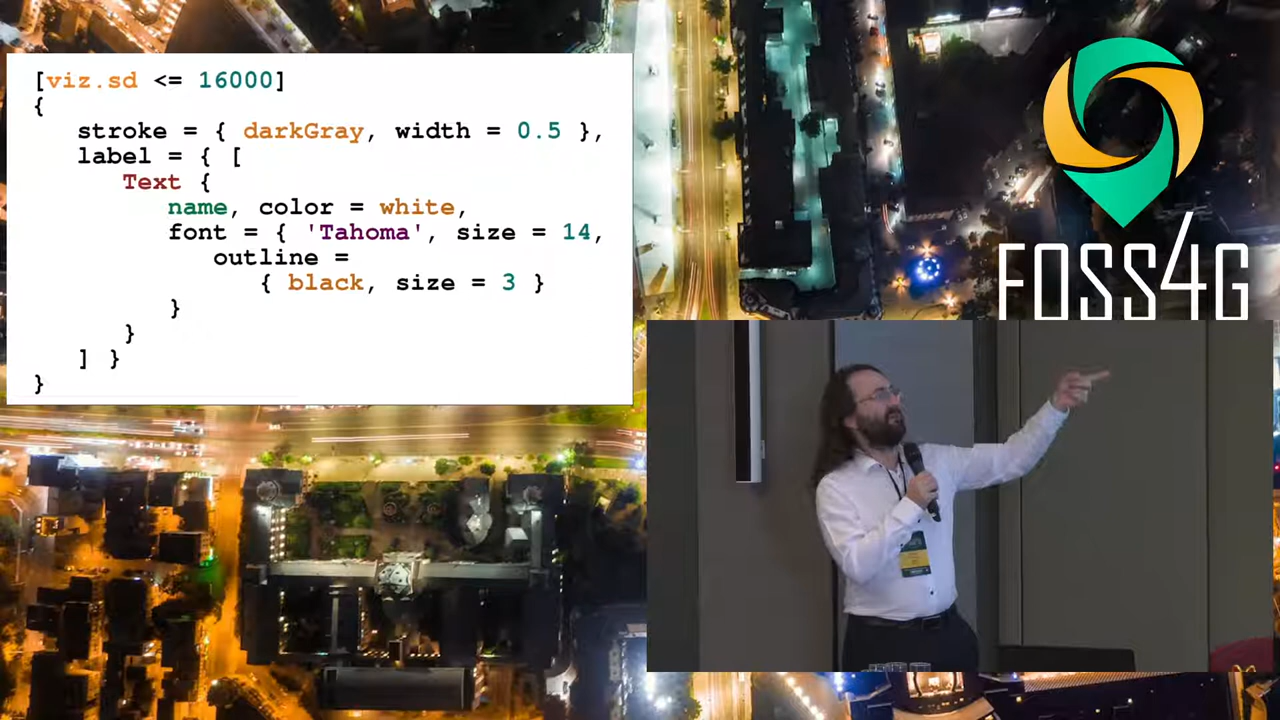 [viz.sd <= 16000]
{
   stroke = { darkGray, width = 0.5 },
   label = { [
      Text {
         name, color = white,
         font = { 'Tahoma', size = 14,
            outline =
               { black, size = 3 }
         }
      }
   ] }
}
FOSS4G